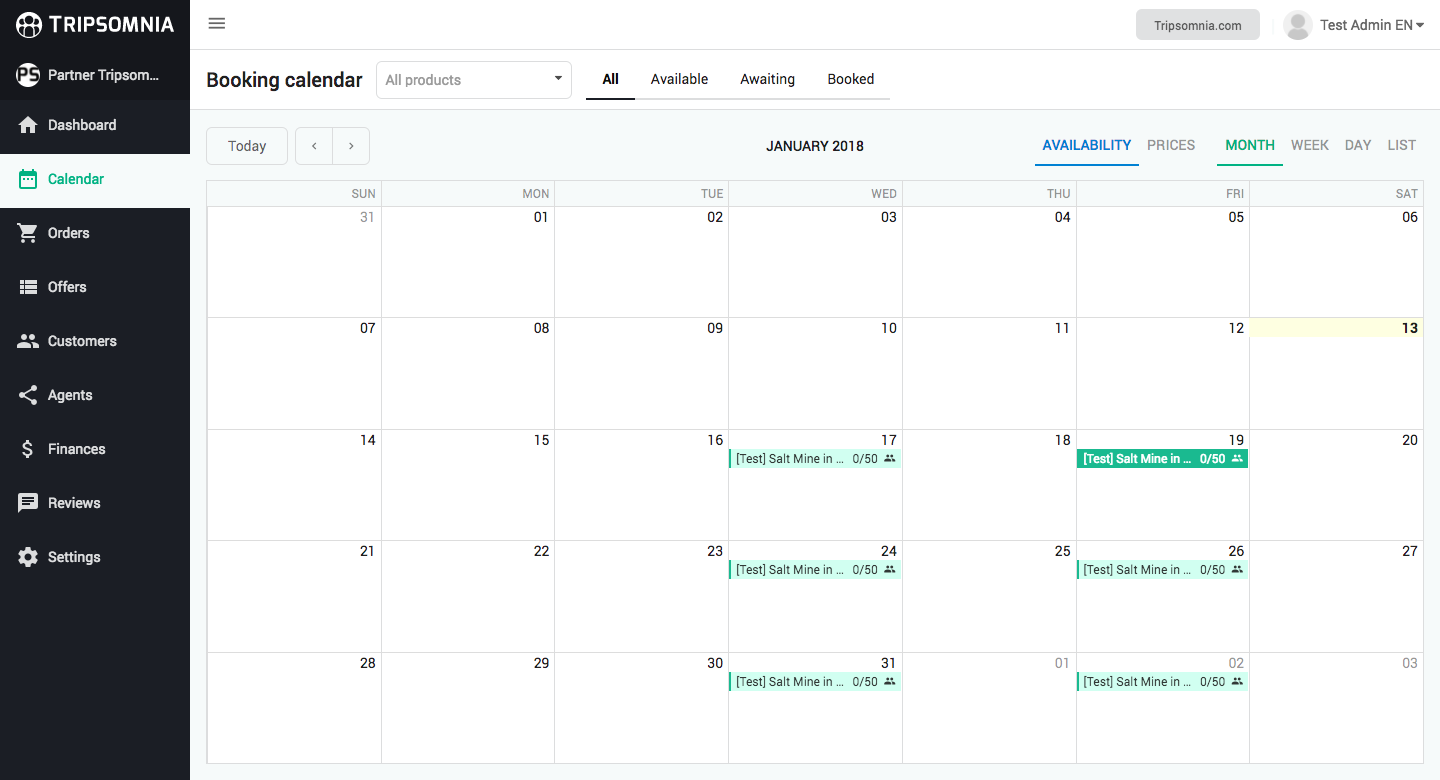 TRIPSOMNIA
Tripsomnia.com
Test Admin EN
PS Partner Tripsom...
Dashboard
Calendar
Orders
Offers
Customers
Agents
Finances
Reviews
Settings
Booking calendar All products All Available Awaiting Booked
Today < > JANUARY 2018 AVAILABILITY PRICES MONTH WEEK DAY LIST
SUN MON TUE WED THU FRI SAT
31 01 02 03 04 05 06
07 08 09 10 11 12 13
14 15 16 17 18 19 20
[Test] Salt Mine in ... 0/50 [Test] Salt Mine in ... 0/50
21 22 23 24 25 26 27
[Test] Salt Mine in ... 0/50 [Test] Salt Mine in ... 0/50
28 29 30 31 01 02 03
[Test] Salt Mine in ... 0/50 [Test] Salt Mine in ... 0/50